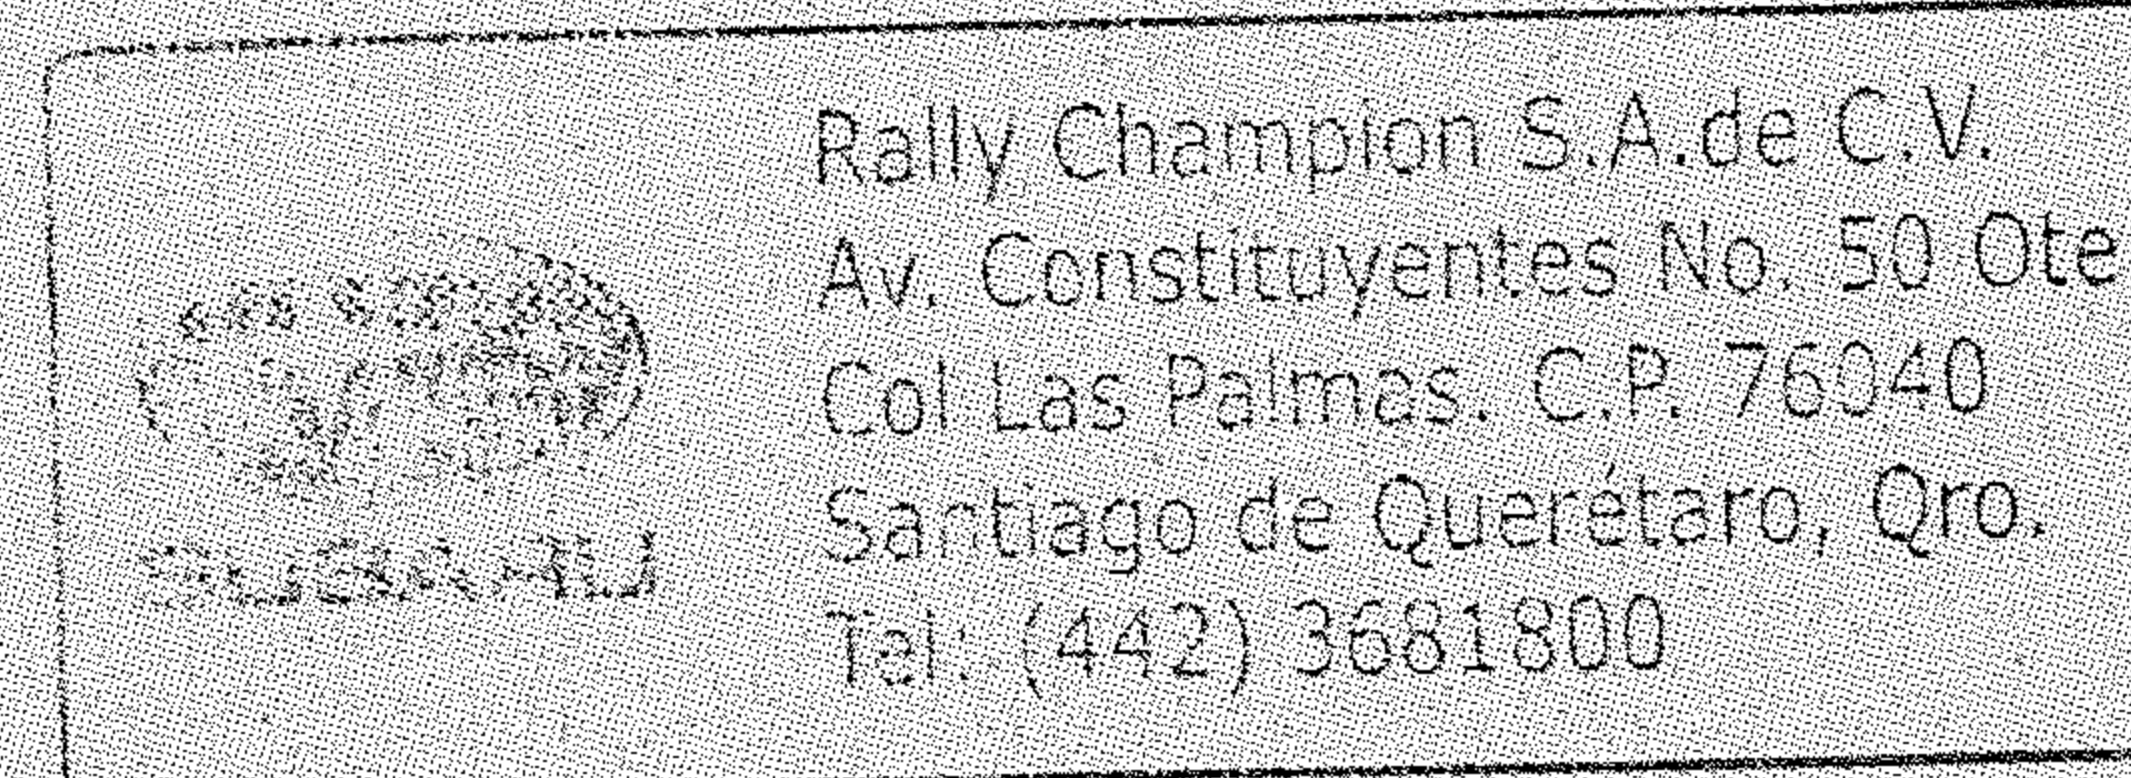 Rally Champion S.A.de C.V.
Av. Constituyentes No. 50 Ote
Col Las Palmas. C.P. 76040
Santiago de Querétaro, Qro.
Tel.: (442) 3681800
SUBARU